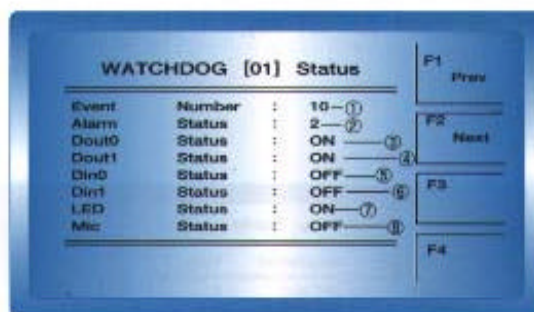 WATCHDOG [01] Status
Event Number : 10 ①
Alarm Status : 2 ②
Dout0 Status : ON ③
Dout1 Status : ON ④
Din0 Status : OFF ⑤
Din1 Status : OFF ⑥
LED Status : ON ⑦
Mic Status : OFF ⑧
F1 Prev
F2 Next
F3
F4